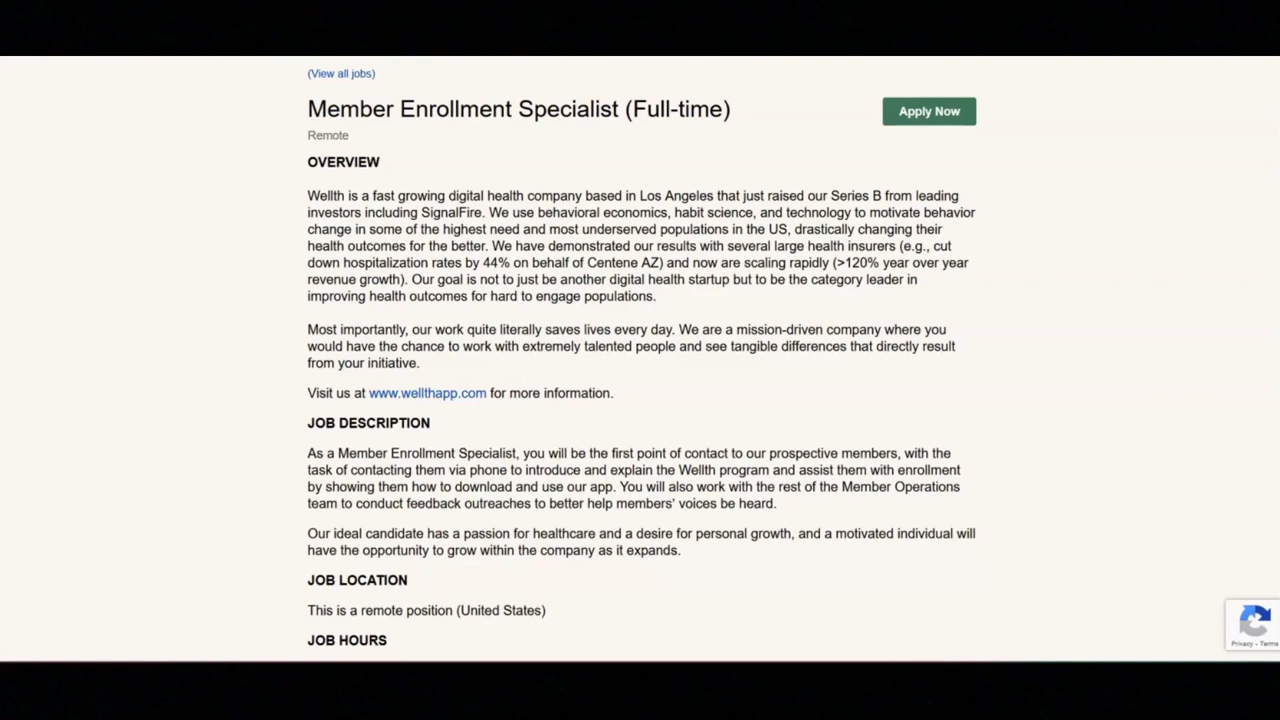 (View all jobs)
Member Enrollment Specialist (Full-time)
Apply Now
Remote
OVERVIEW
Wellth is a fast growing digital health company based in Los Angeles that just raised our Series B from leading
investors including SignalFire. We use behavioral economics, habit science, and technology to motivate behavior
change in some of the highest need and most underserved populations in the US, drastically changing their
health outcomes for the better. We have demonstrated our results with several large health insurers (e.g., cut
down hospitalization rates by 44% on behalf of Centene AZ) and now are scaling rapidly (>120% year over year
revenue growth). Our goal is not to just be another digital health startup but to be the category leader in
improving health outcomes for hard to engage populations.
Most importantly, our work quite literally saves lives every day. We are a mission-driven company where you
would have the chance to work with extremely talented people and see tangible differences that directly result
from your initiative.
Visit us at www.wellthapp.com for more information.
JOB DESCRIPTION
As a Member Enrollment Specialist, you will be the first point of contact to our prospective members, with the
task of contacting them via phone to introduce and explain the Wellth program and assist them with enrollment
by showing them how to download and use our app. You will also work with the rest of the Member Operations
team to conduct feedback outreaches to better help members' voices be heard.
Our ideal candidate has a passion for healthcare and a desire for personal growth, and a motivated individual will
have the opportunity to grow within the company as it expands.
JOB LOCATION
This is a remote position (United States)
JOB HOURS
Privacy - Terms